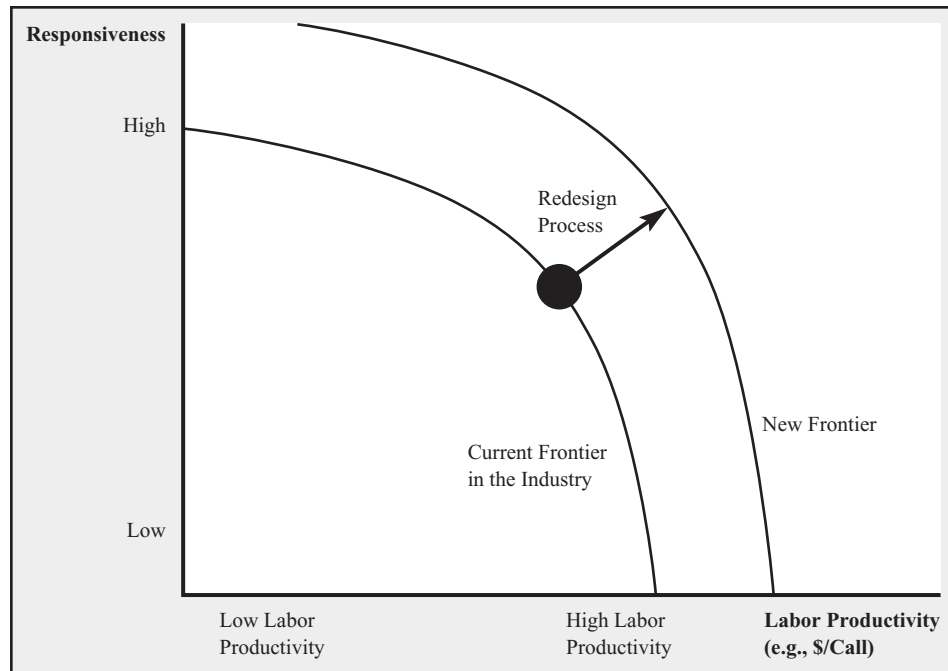 Responsiveness
High
Redesign
Process
New Frontier
Current Frontier
in the Industry
Low
Low Labor
Productivity
High Labor
Productivity
Labor Productivity
(e.g., $/Call)